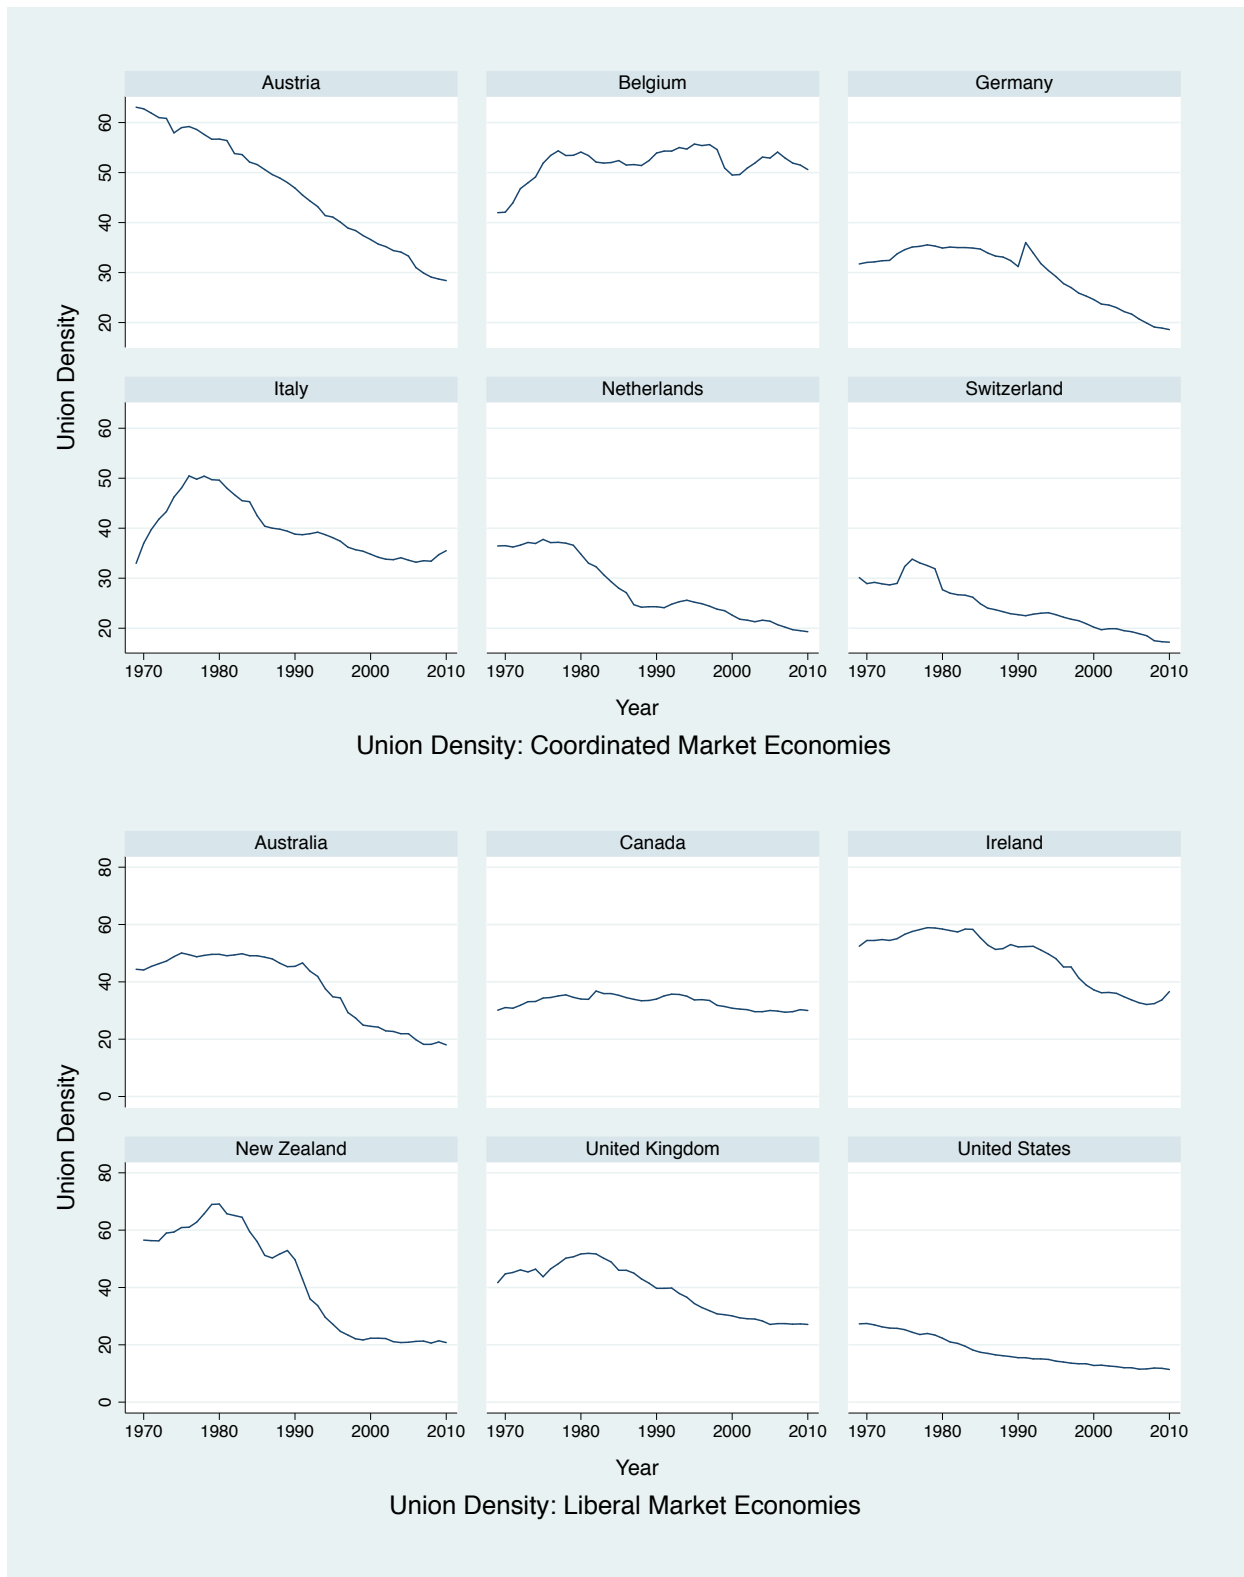 Austria
Belgium
Germany
60
50
40
30
20
Italy
Netherlands
Switzerland
60
50
40
30
20
Union Density
1970 1980 1990 2000 2010
1970 1980 1990 2000 2010
1970 1980 1990 2000 2010
Year
Union Density: Coordinated Market Economies
Australia
Canada
Ireland
80
60
40
20
0
New Zealand
United Kingdom
United States
80
60
40
20
0
Union Density
1970 1980 1990 2000 2010
1970 1980 1990 2000 2010
1970 1980 1990 2000 2010
Year
Union Density: Liberal Market Economies